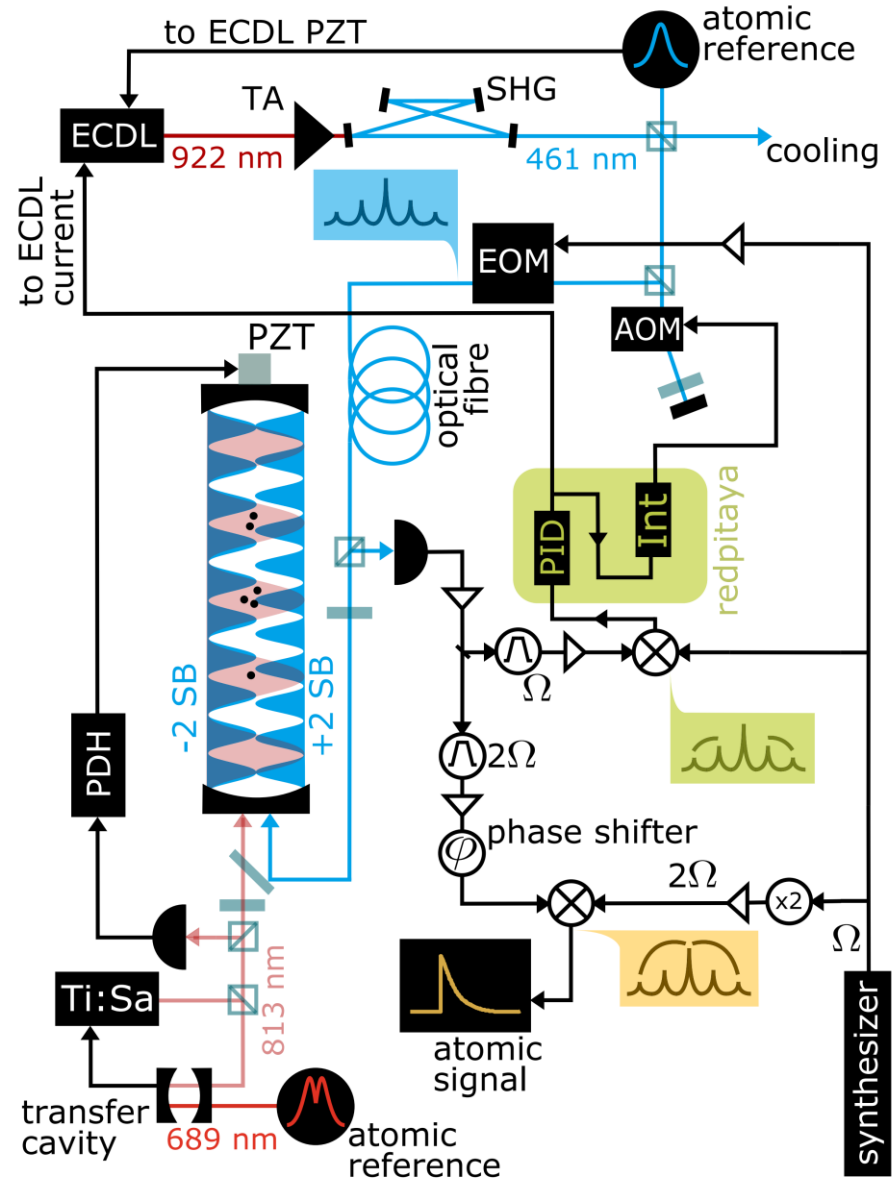 to ECDL PZT
atomic
reference
TA
SHG
ECDL
922 nm
461 nm
cooling
to ECDL
current
EOM
AOM
PZT
optical
fibre
PID
Int
redpitaya
-2 SB
+2 SB
Ω
PDH
2Ω
φ
phase shifter
2Ω
x2
Ω
Ti:Sa
813 nm
atomic
signal
synthesizer
transfer
cavity
689 nm
atomic
reference